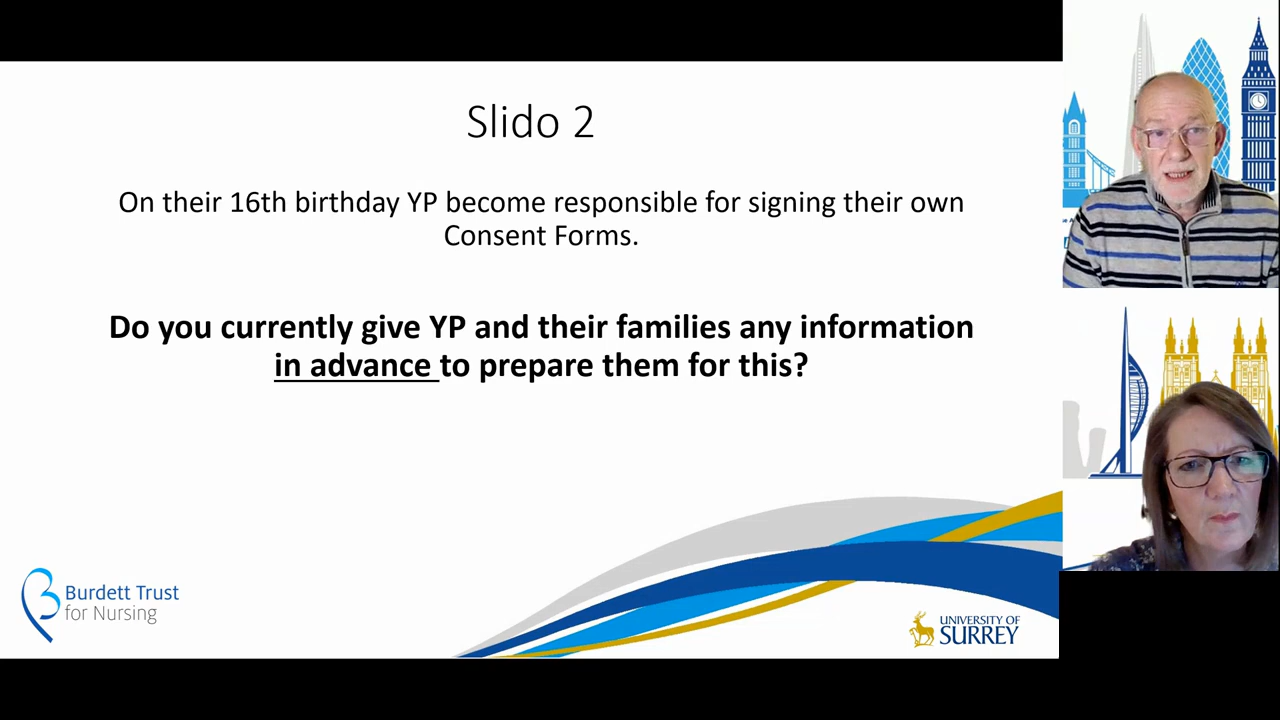 Slido 2
On their 16th birthday YP become responsible for signing their own
Consent Forms.
Do you currently give YP and their families any information
in advance to prepare them for this?
Burdett Trust
for Nursing
UNIVERSITY OF
SURREY